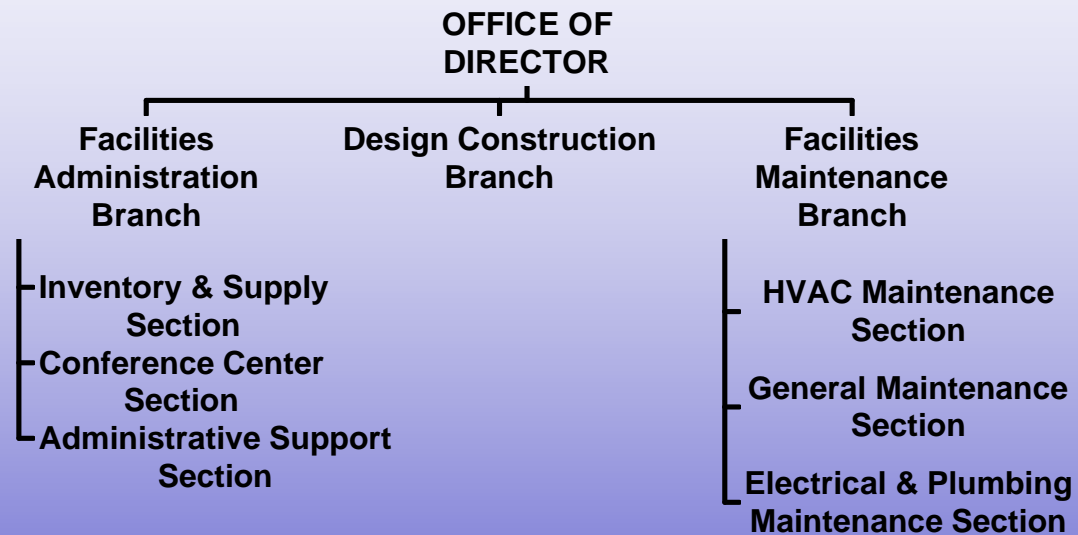 OFFICE OF
DIRECTOR
Facilities
Administration
Branch
Design Construction
Branch
Facilities
Maintenance
Branch
Inventory & Supply
Section
Conference Center
Section
Administrative Support
Section
HVAC Maintenance
Section
General Maintenance
Section
Electrical & Plumbing
Maintenance Section